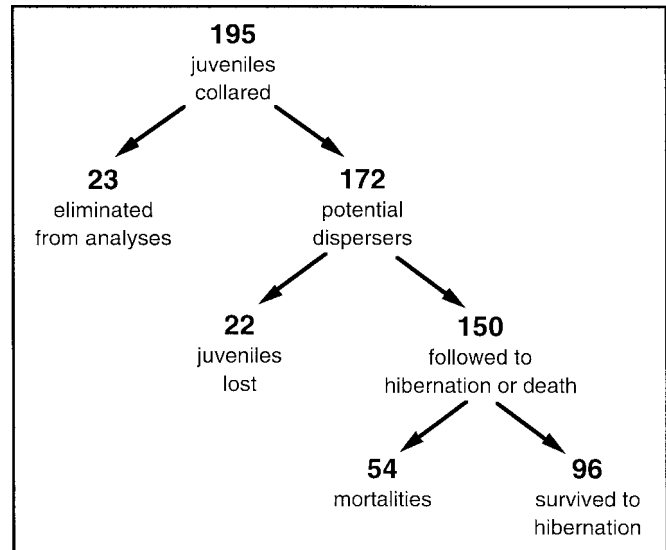 195
juveniles
collared
23
eliminated
from analyses
172
potential
dispersers
22
juveniles
lost
150
followed to
hibernation or death
54
mortalities
96
survived to
hibernation